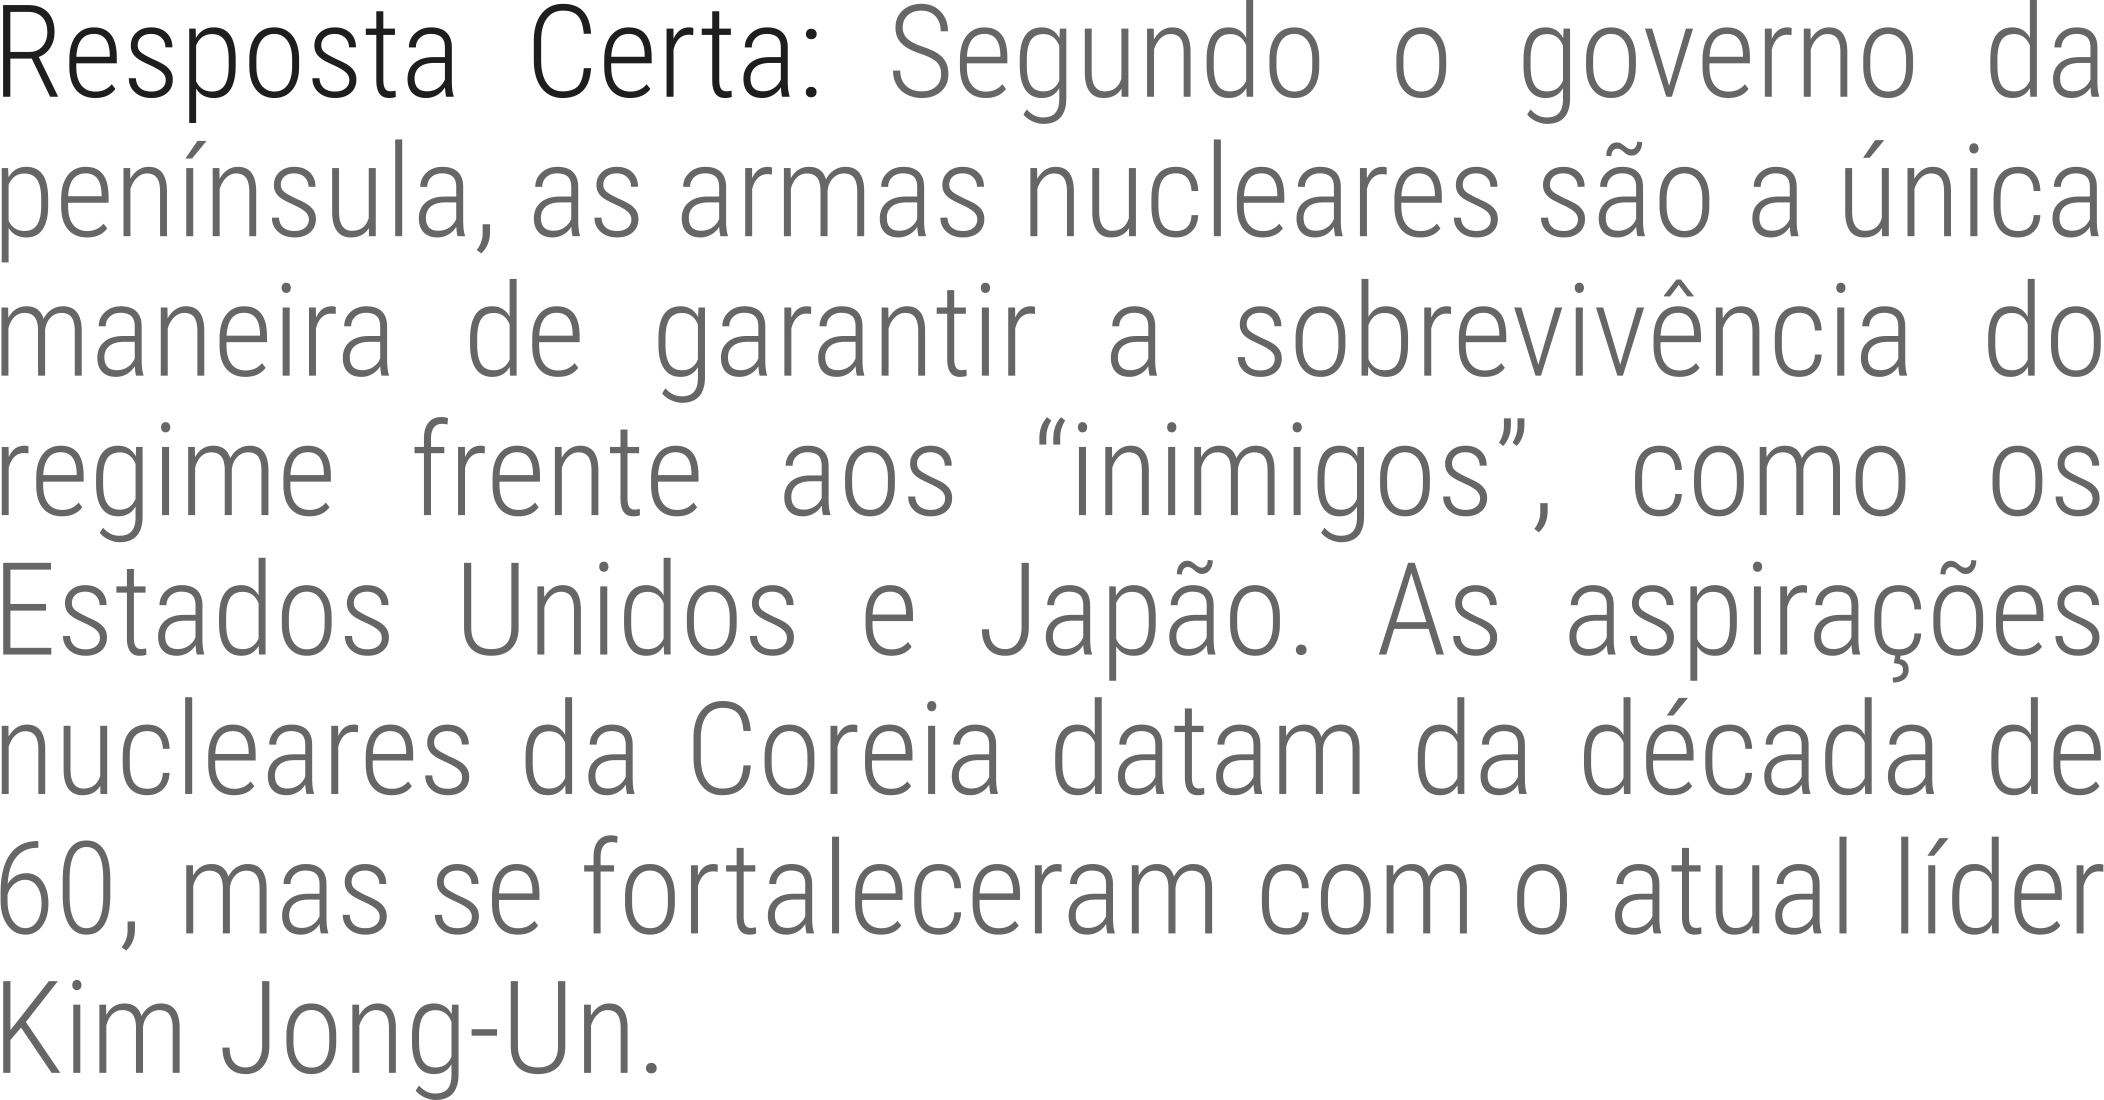 Resposta Certa: Segundo o governo da
península, as armas nucleares são a única
maneira de garantir a sobrevivência do
regime frente aos “inimigos”, como os
Estados Unidos e Japão. As aspirações
nucleares da Coreia datam da década de
60, mas se fortaleceram com o atual líder
Kim Jong-Un.